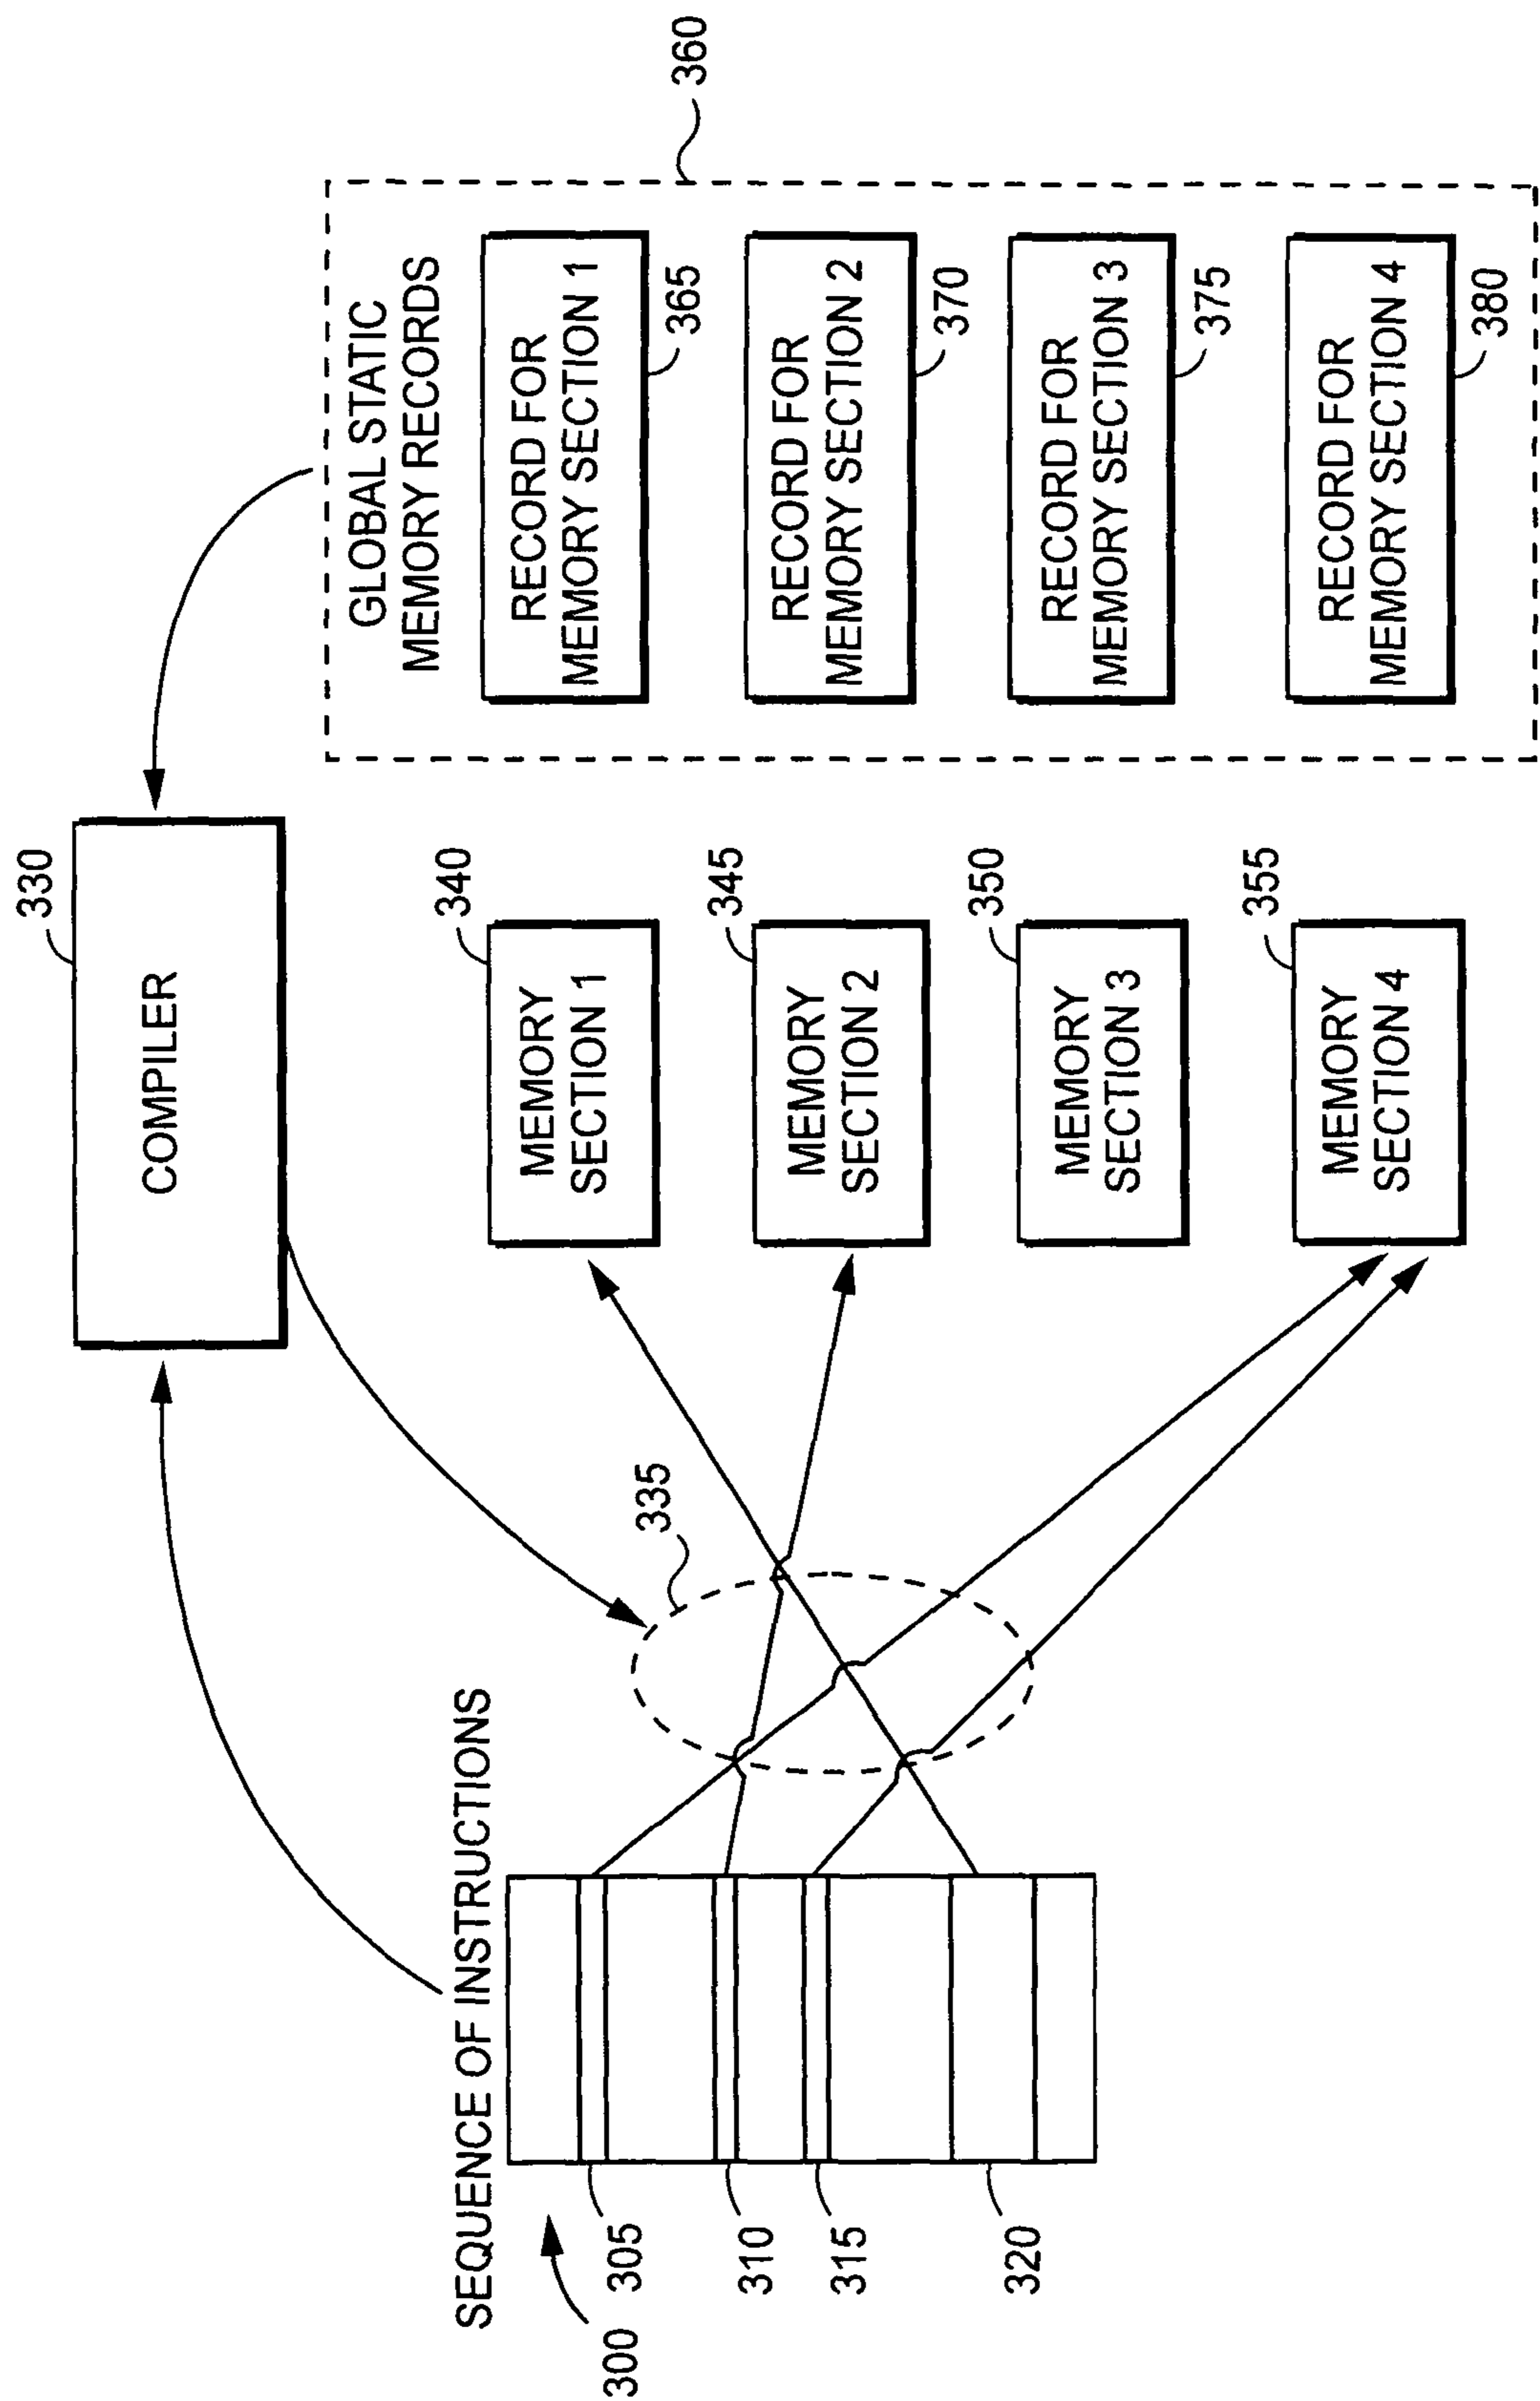 330
COMPILER
SEQUENCE OF INSTRUCTIONS
300
305
310
315
320
335
340
MEMORY
SECTION 1
345
MEMORY
SECTION 2
350
MEMORY
SECTION 3
355
MEMORY
SECTION 4
360
GLOBAL STATIC
MEMORY RECORDS
RECORD FOR
MEMORY SECTION 1
365
RECORD FOR
MEMORY SECTION 2
370
RECORD FOR
MEMORY SECTION 3
375
RECORD FOR
MEMORY SECTION 4
380